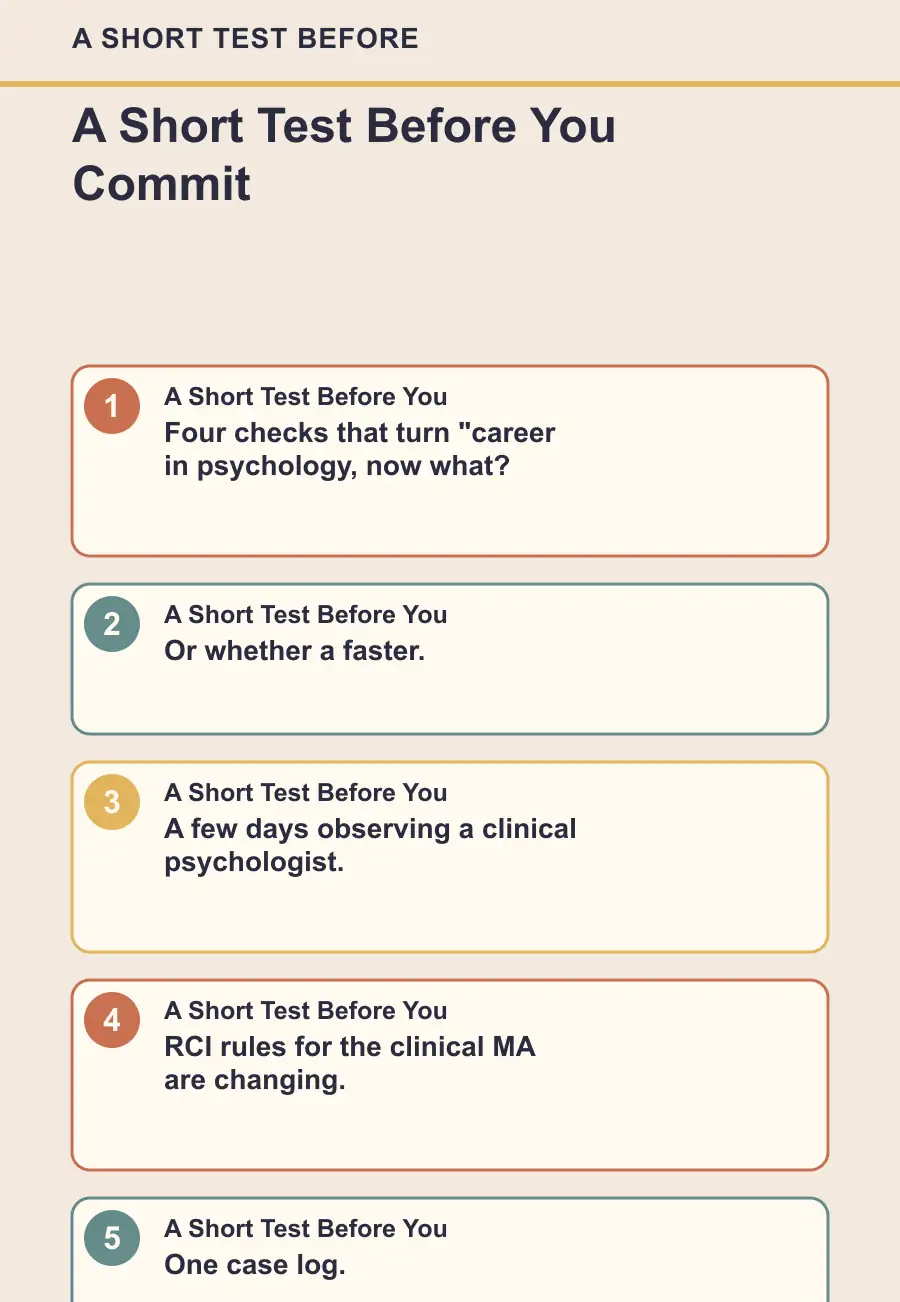 A SHORT TEST BEFORE
A Short Test Before You
Commit
1
A Short Test Before You
Four checks that turn "career
in psychology, now what?
2
A Short Test Before You
Or whether a faster.
3
A Short Test Before You
A few days observing a clinical
psychologist.
4
A Short Test Before You
RCI rules for the clinical MA
are changing.
5
A Short Test Before You
One case log.